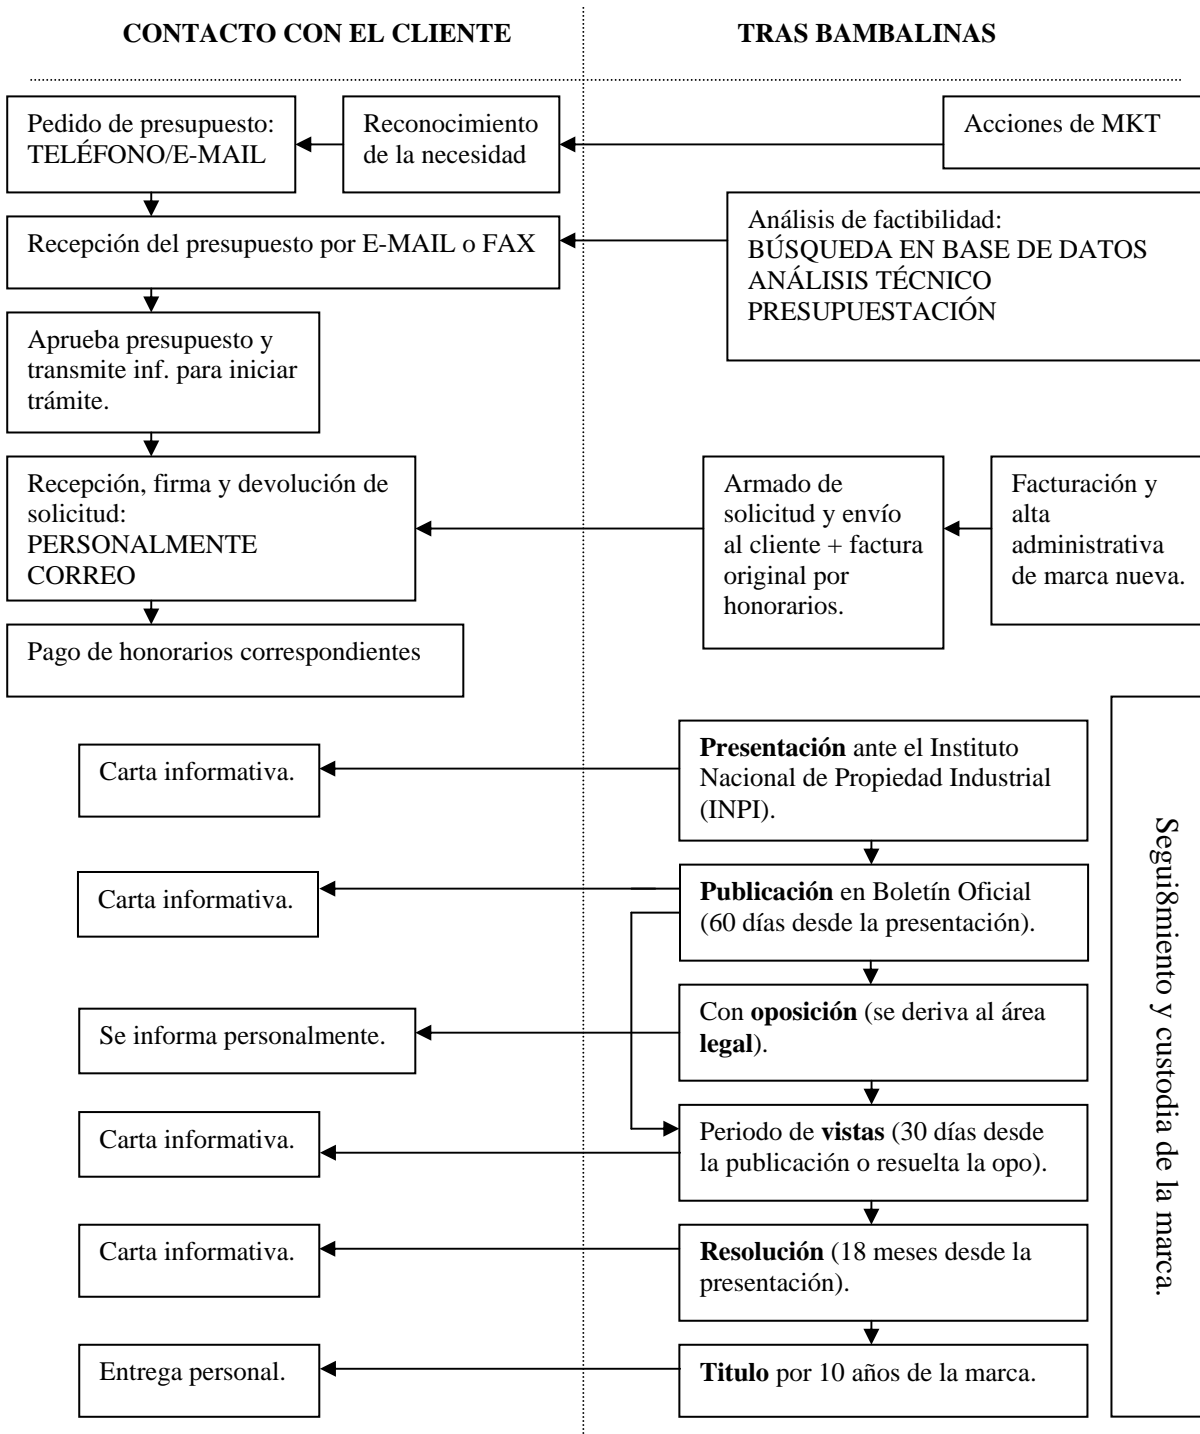 CONTACTO CON EL CLIENTE
TRAS BAMBALINAS
Pedido de presupuesto:
TELÉFONO/E-MAIL
Reconocimiento
de la necesidad
Acciones de MKT
Recepción del presupuesto por E-MAIL o FAX
Análisis de factibilidad:
BÚSQUEDA EN BASE DE DATOS
ANÁLISIS TÉCNICO
PRESUPUESTACIÓN
Aprueba presupuesto y
transmite inf. para iniciar
trámite.
Recepción, firma y devolución de
solicitud:
PERSONALMENTE
CORREO
Armado de
solicitud y envío
al cliente + factura
original por
honorarios.
Facturación y
alta
administrativa
de marca nueva.
Pago de honorarios correspondientes
Carta informativa.
Presentación ante el Instituto
Nacional de Propiedad Industrial
(INPI).
Carta informativa.
Publicación en Boletín Oficial
(60 días desde la presentación).
Se informa personalmente.
Con oposición (se deriva al área
legal).
Carta informativa.
Periodo de vistas (30 días desde
la publicación o resuelta la opo).
Carta informativa.
Resolución (18 meses desde la
presentación).
Entrega personal.
Titulo por 10 años de la marca.
Segui8miento y custodia de la marca.